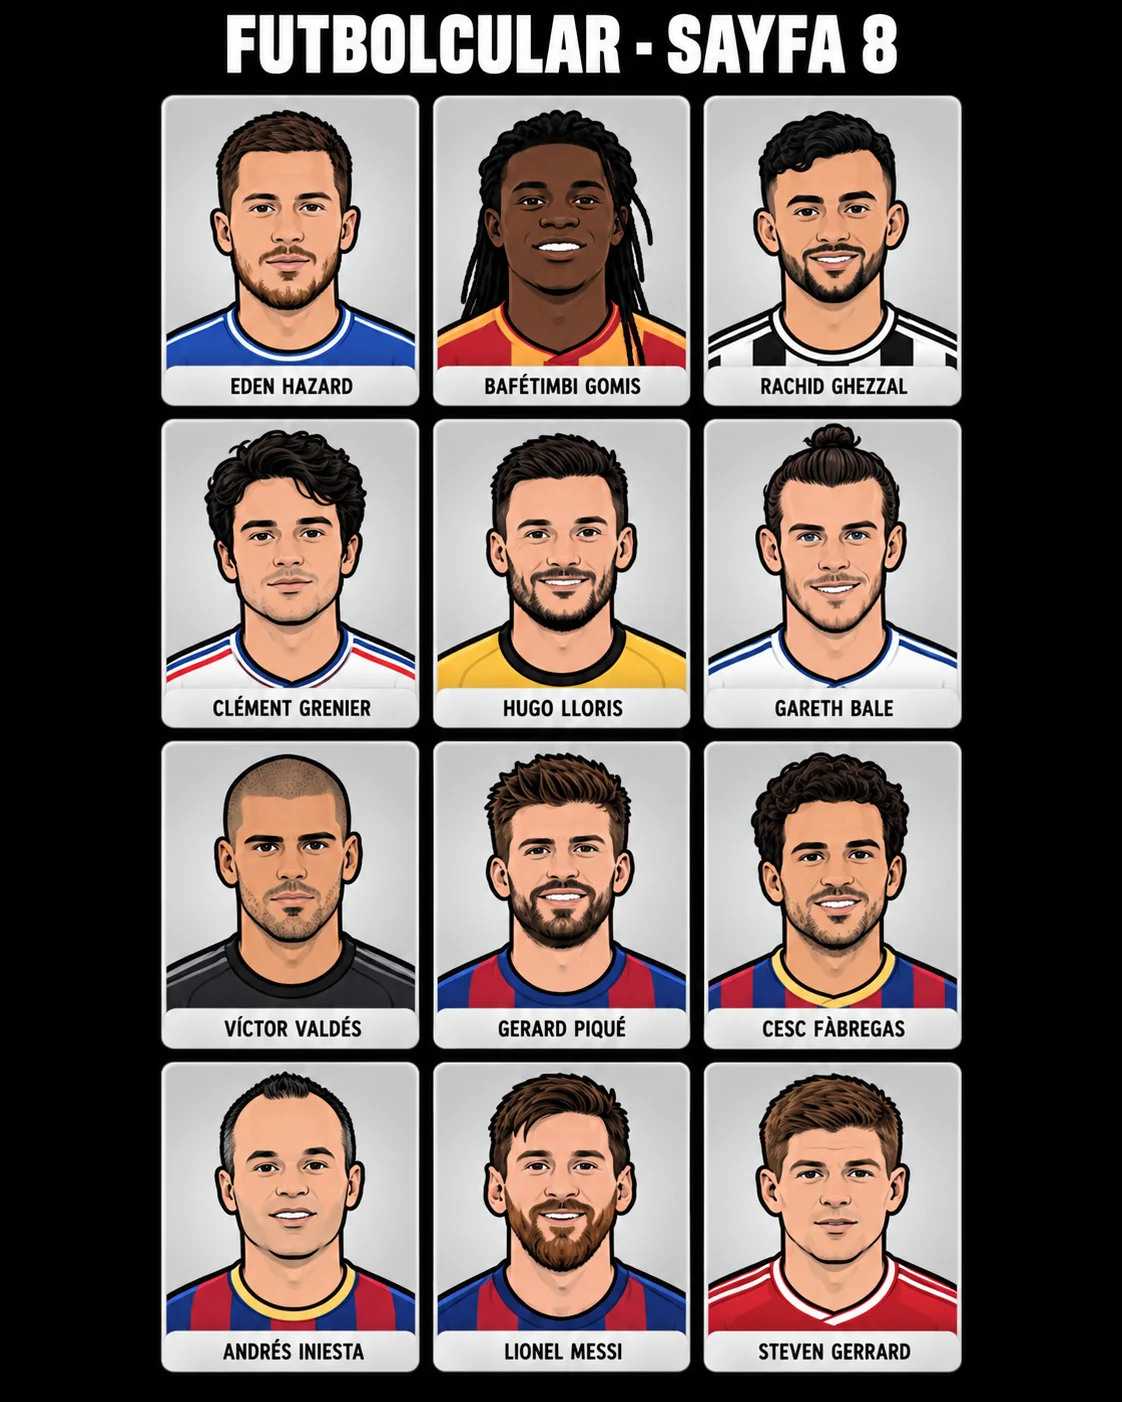 FUTBOLCULAR - SAYFA 8
EDEN HAZARD
BAFÉTIMBI GOMIS
RACHID GHEZZAL
CLÉMENT GRENIER
HUGO LLORIS
GARETH BALE
VÍCTOR VALDÉS
GERARD PIQUÉ
CESC FÀBREGAS
ANDRÉS INIESTA
LIONEL MESSI
STEVEN GERRARD